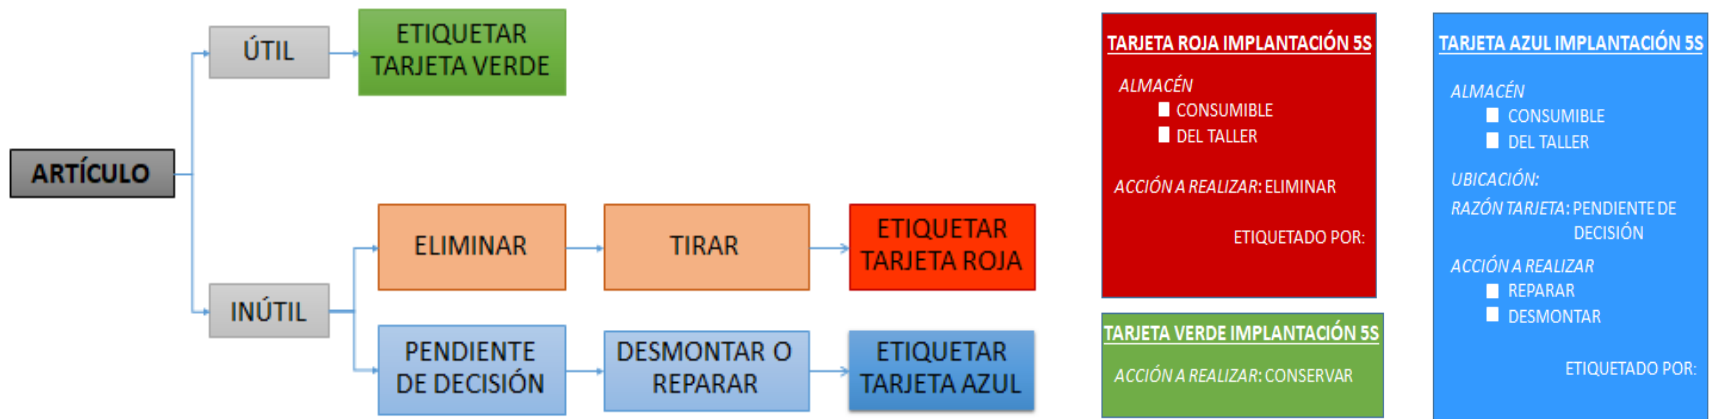 ÚTIL
ETIQUETAR
TARJETA VERDE
ARTÍCULO
INÚTIL
ELIMINAR
TIRAR
ETIQUETAR
TARJETA ROJA
PENDIENTE
DE DECISIÓN
DESMONTAR O
REPARAR
ETIQUETAR
TARJETA AZUL
TARJETA ROJA IMPLANTACIÓN 5S
ALMACÉN
CONSUMIBLE
DEL TALLER
ACCIÓN A REALIZAR: ELIMINAR
ETIQUETADO POR:
TARJETA VERDE IMPLANTACIÓN 5S
ACCIÓN A REALIZAR: CONSERVAR
TARJETA AZUL IMPLANTACIÓN 5S
ALMACÉN
CONSUMIBLE
DEL TALLER
UBICACIÓN:
RAZÓN TARJETA: PENDIENTE DE
DECISIÓN
ACCIÓN A REALIZAR
REPARAR
DESMONTAR
ETIQUETADO POR: